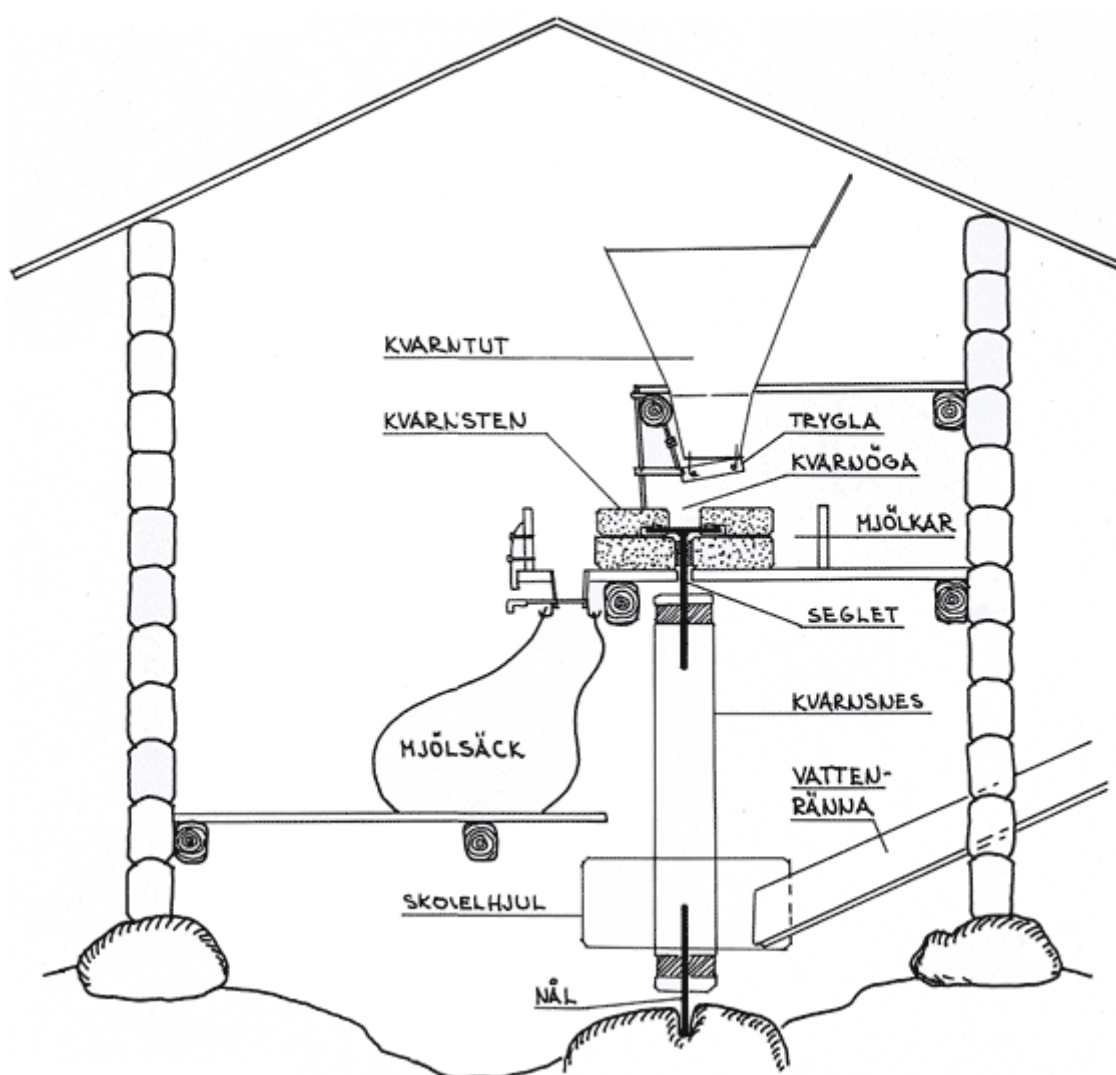 KVARNTUT
KVARNSTEN
TRYGLA
KVARNÖGA
MJÖLKAR
SEGLET
KVARNSNES
MJÖLSÄCK
VATTEN-
RÄNNA
SKOVELHJUL
NÅL